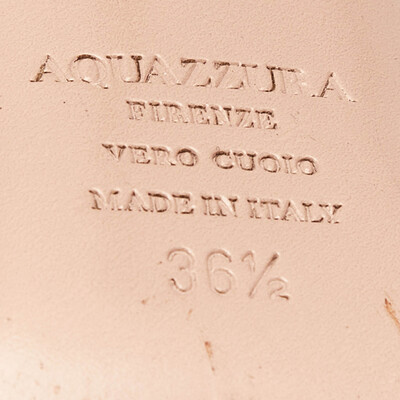 AQUAZZURA
FIRENZE
VERO CUOIO
MADE IN ITALY
36½